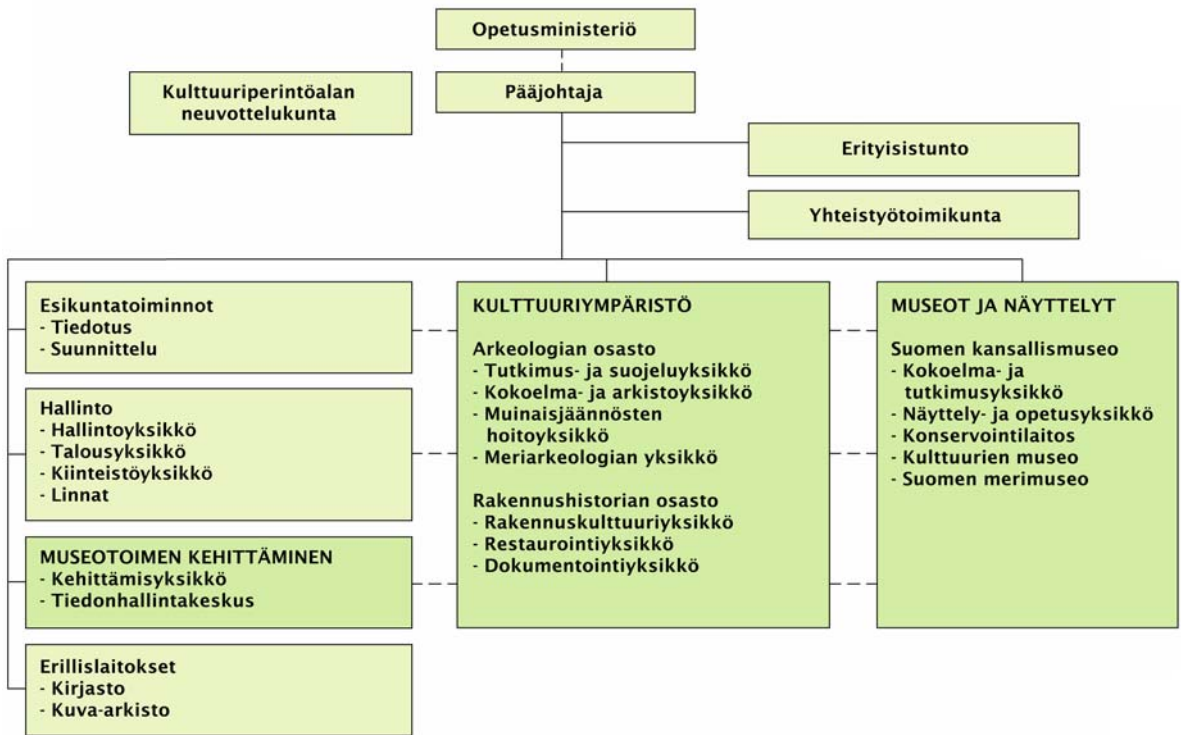 Opetusministeriö
Kulttuuriperintöalan
neuvottelukunta
Pääjohtaja
Erityisistunto
Yhteistyötoimikunta
Esikuntatoiminnot
- Tiedotus
- Suunnittelu
Hallinto
- Hallintoyksikkö
- Talousyksikkö
- Kiinteistöyksikkö
- Linnat
MUSEOTOIMEN KEHITTÄMINEN
- Kehittämisyksikkö
- Tiedonhallintakeskus
Erillislaitokset
- Kirjasto
- Kuva-arkisto
KULTTUURIYMPÄRISTÖ
Arkeologian osasto
- Tutkimus- ja suojeluyksikkö
- Kokoelma- ja arkistoyksikkö
- Muinaisjäännösten
hoitoyksikkö
- Meriarkeologian yksikkö
Rakennushistorian osasto
- Rakennuskulttuuriyksikkö
- Restaurointiyksikkö
- Dokumentointiyksikkö
MUSEOT JA NÄYTTELYT
Suomen kansallismuseo
- Kokoelma- ja
tutkimusyksikkö
- Näyttely- ja opetusyksikkö
- Konservointilaitos
- Kulttuurien museo
- Suomen merimuseo